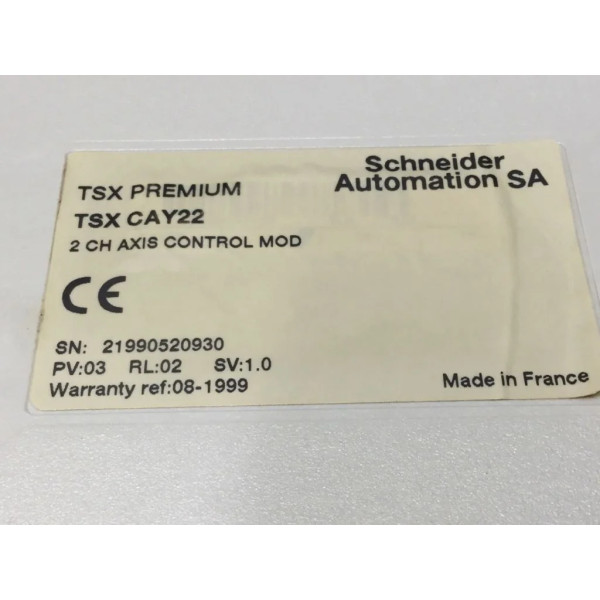 Schneider
Automation SA
TSX PREMIUM
TSX CAY22
2 CH AXIS CONTROL MOD
CE
SN: 21990520930
PV:03 RL:02 SV:1.0
Warranty ref:08-1999
Made in France